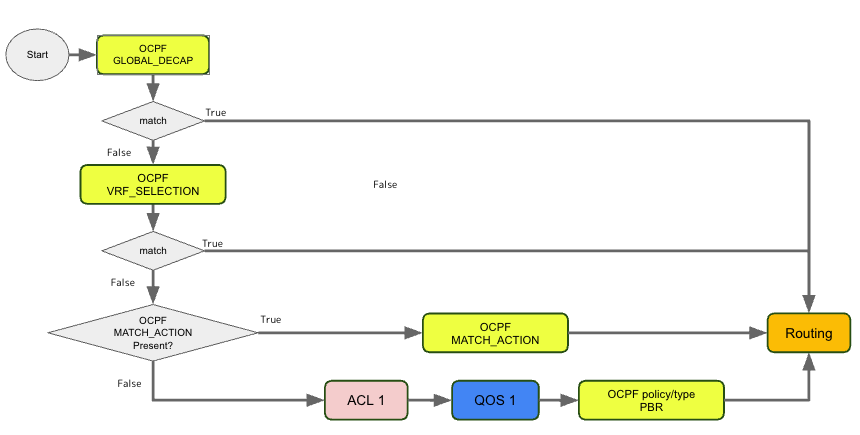 Start
OCPF
GLOBAL_DECAP
match
True
False
OCPF
VRF_SELECTION
False
match
True
False
OCPF
MATCH_ACTION
Present?
True
OCPF
MATCH_ACTION
Routing
False
ACL 1
QOS 1
OCPF policy/type
PBR